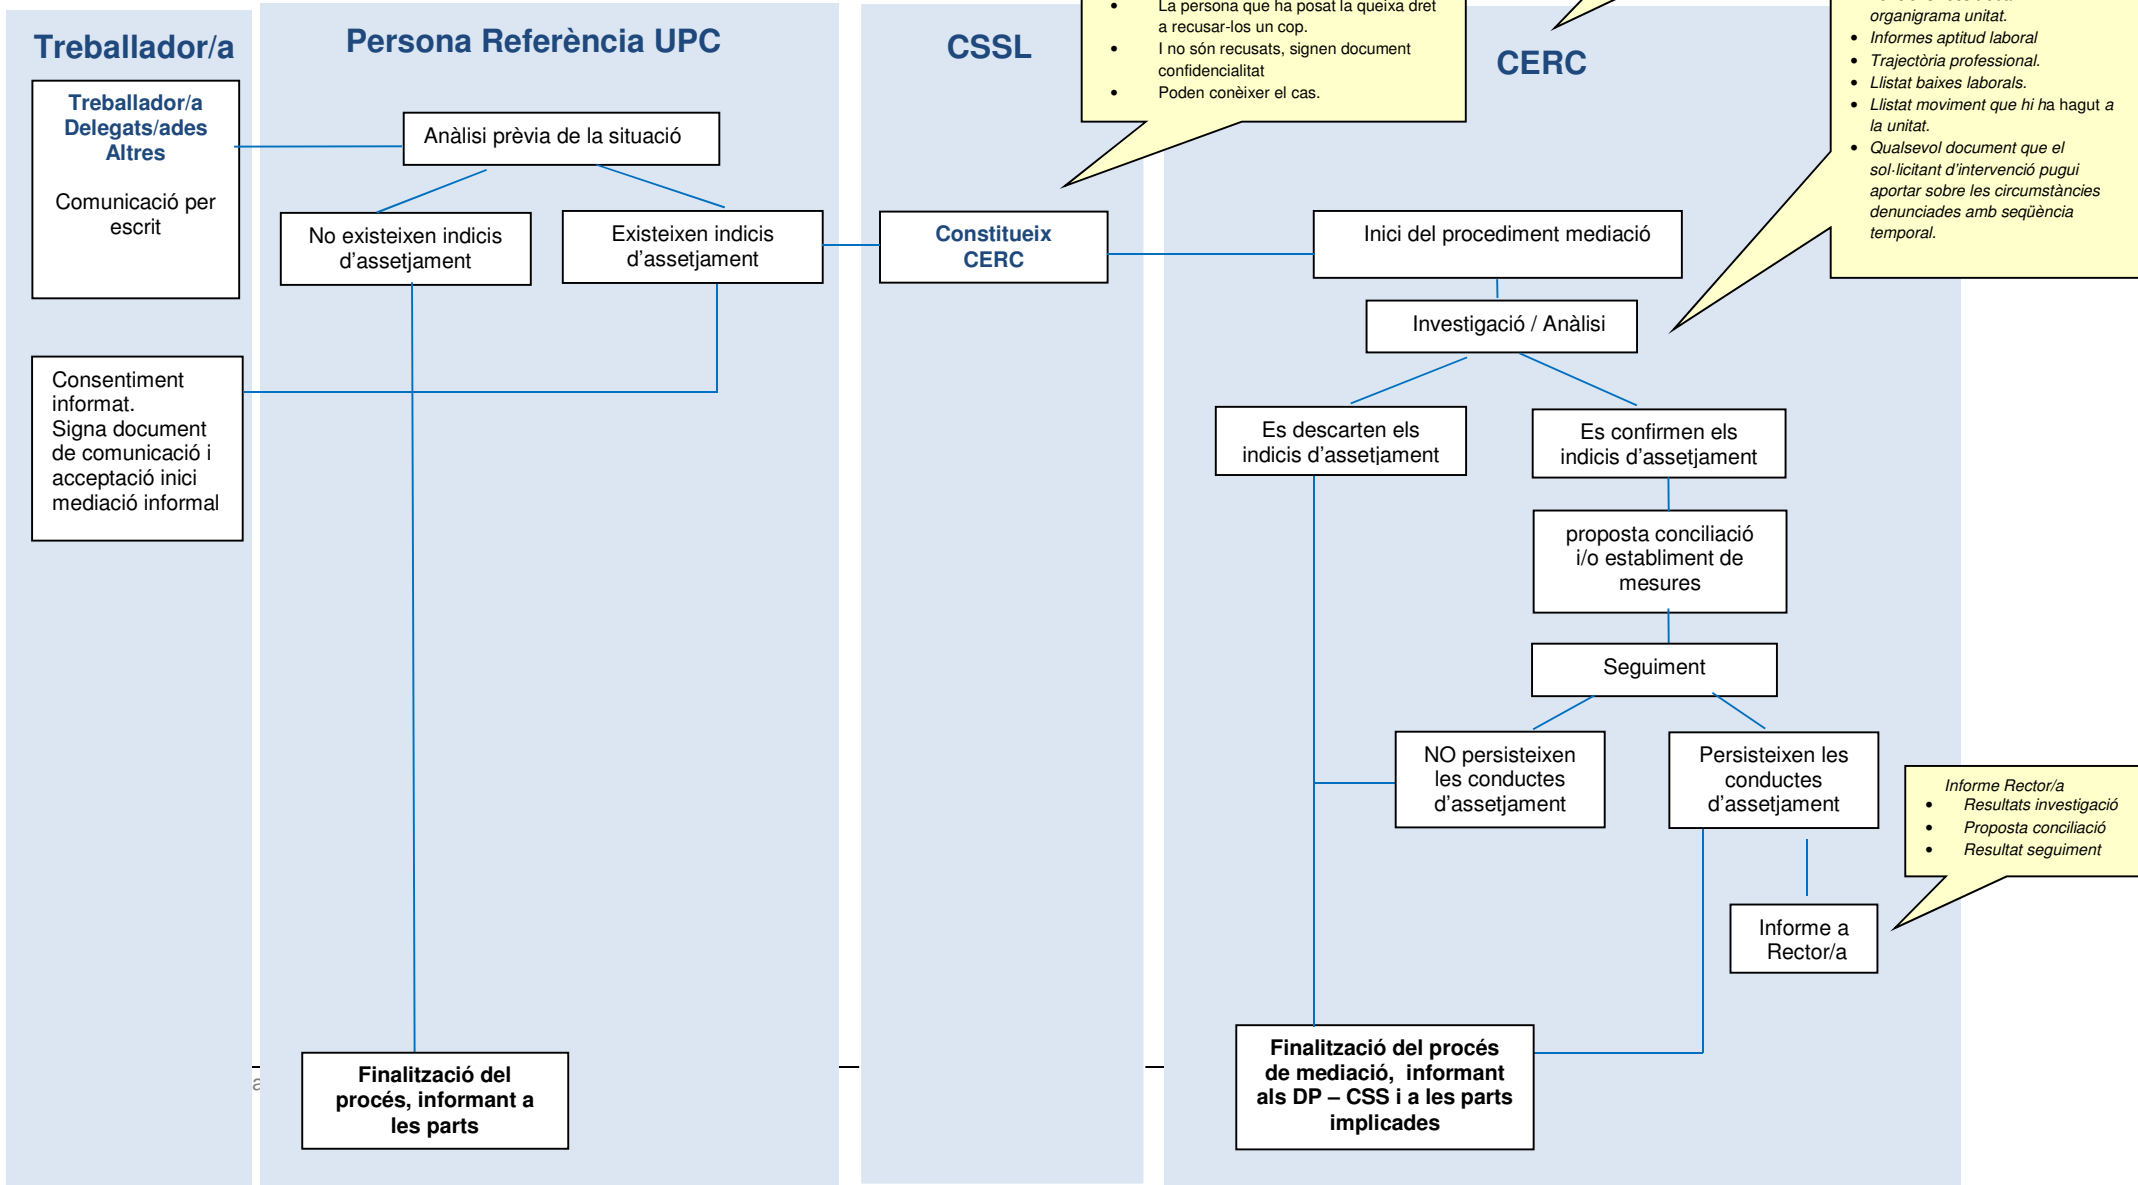 Treballador/a
Persona Referència UPC
CSSL
CERC
Treballador/a
Delegats/ades
Altres
Comunicació per
escrit
Consentiment
informat.
Signa document
de comunicació i
acceptació inici
mediació informal
Anàlisi prèvia de la situació
No existeixen indicis
d’assetjament
Existeixen indicis
d’assetjament
Finalització del
procés, informant a
les parts
• La persona que ha posat la queixa dret
a recusar-los un cop.
• I no són recusats, signen document
confidencialitat
• Poden conèixer el cas.
Constitueix
CERC
Inici del procediment mediació
Investigació / Anàlisi
Es descarten els
indicis d’assetjament
Es confirmen els
indicis d’assetjament
proposta conciliació
i/o establiment de
mesures
Seguiment
NO persisteixen
les conductes
d’assetjament
Persisteixen les
conductes
d’assetjament
Informe a
Rector/a
Finalització del procés
de mediació, informant
als DP – CSS i a les parts
implicades
organigrama unitat.
• Informes aptitud laboral
• Trajectòria professional.
• Llistat baixes laborals.
• Llistat moviment que hi ha hagut a
la unitat.
• Qualsevol document que el
sol·licitant d’intervenció pugui
aportar sobre les circumstàncies
denunciades amb seqüència
temporal.
Informe Rector/a
• Resultats investigació
• Proposta conciliació
• Resultat seguiment